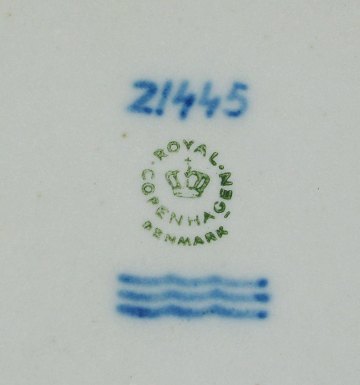 21445
ROYAL
COPENHAGEN
DENMARK